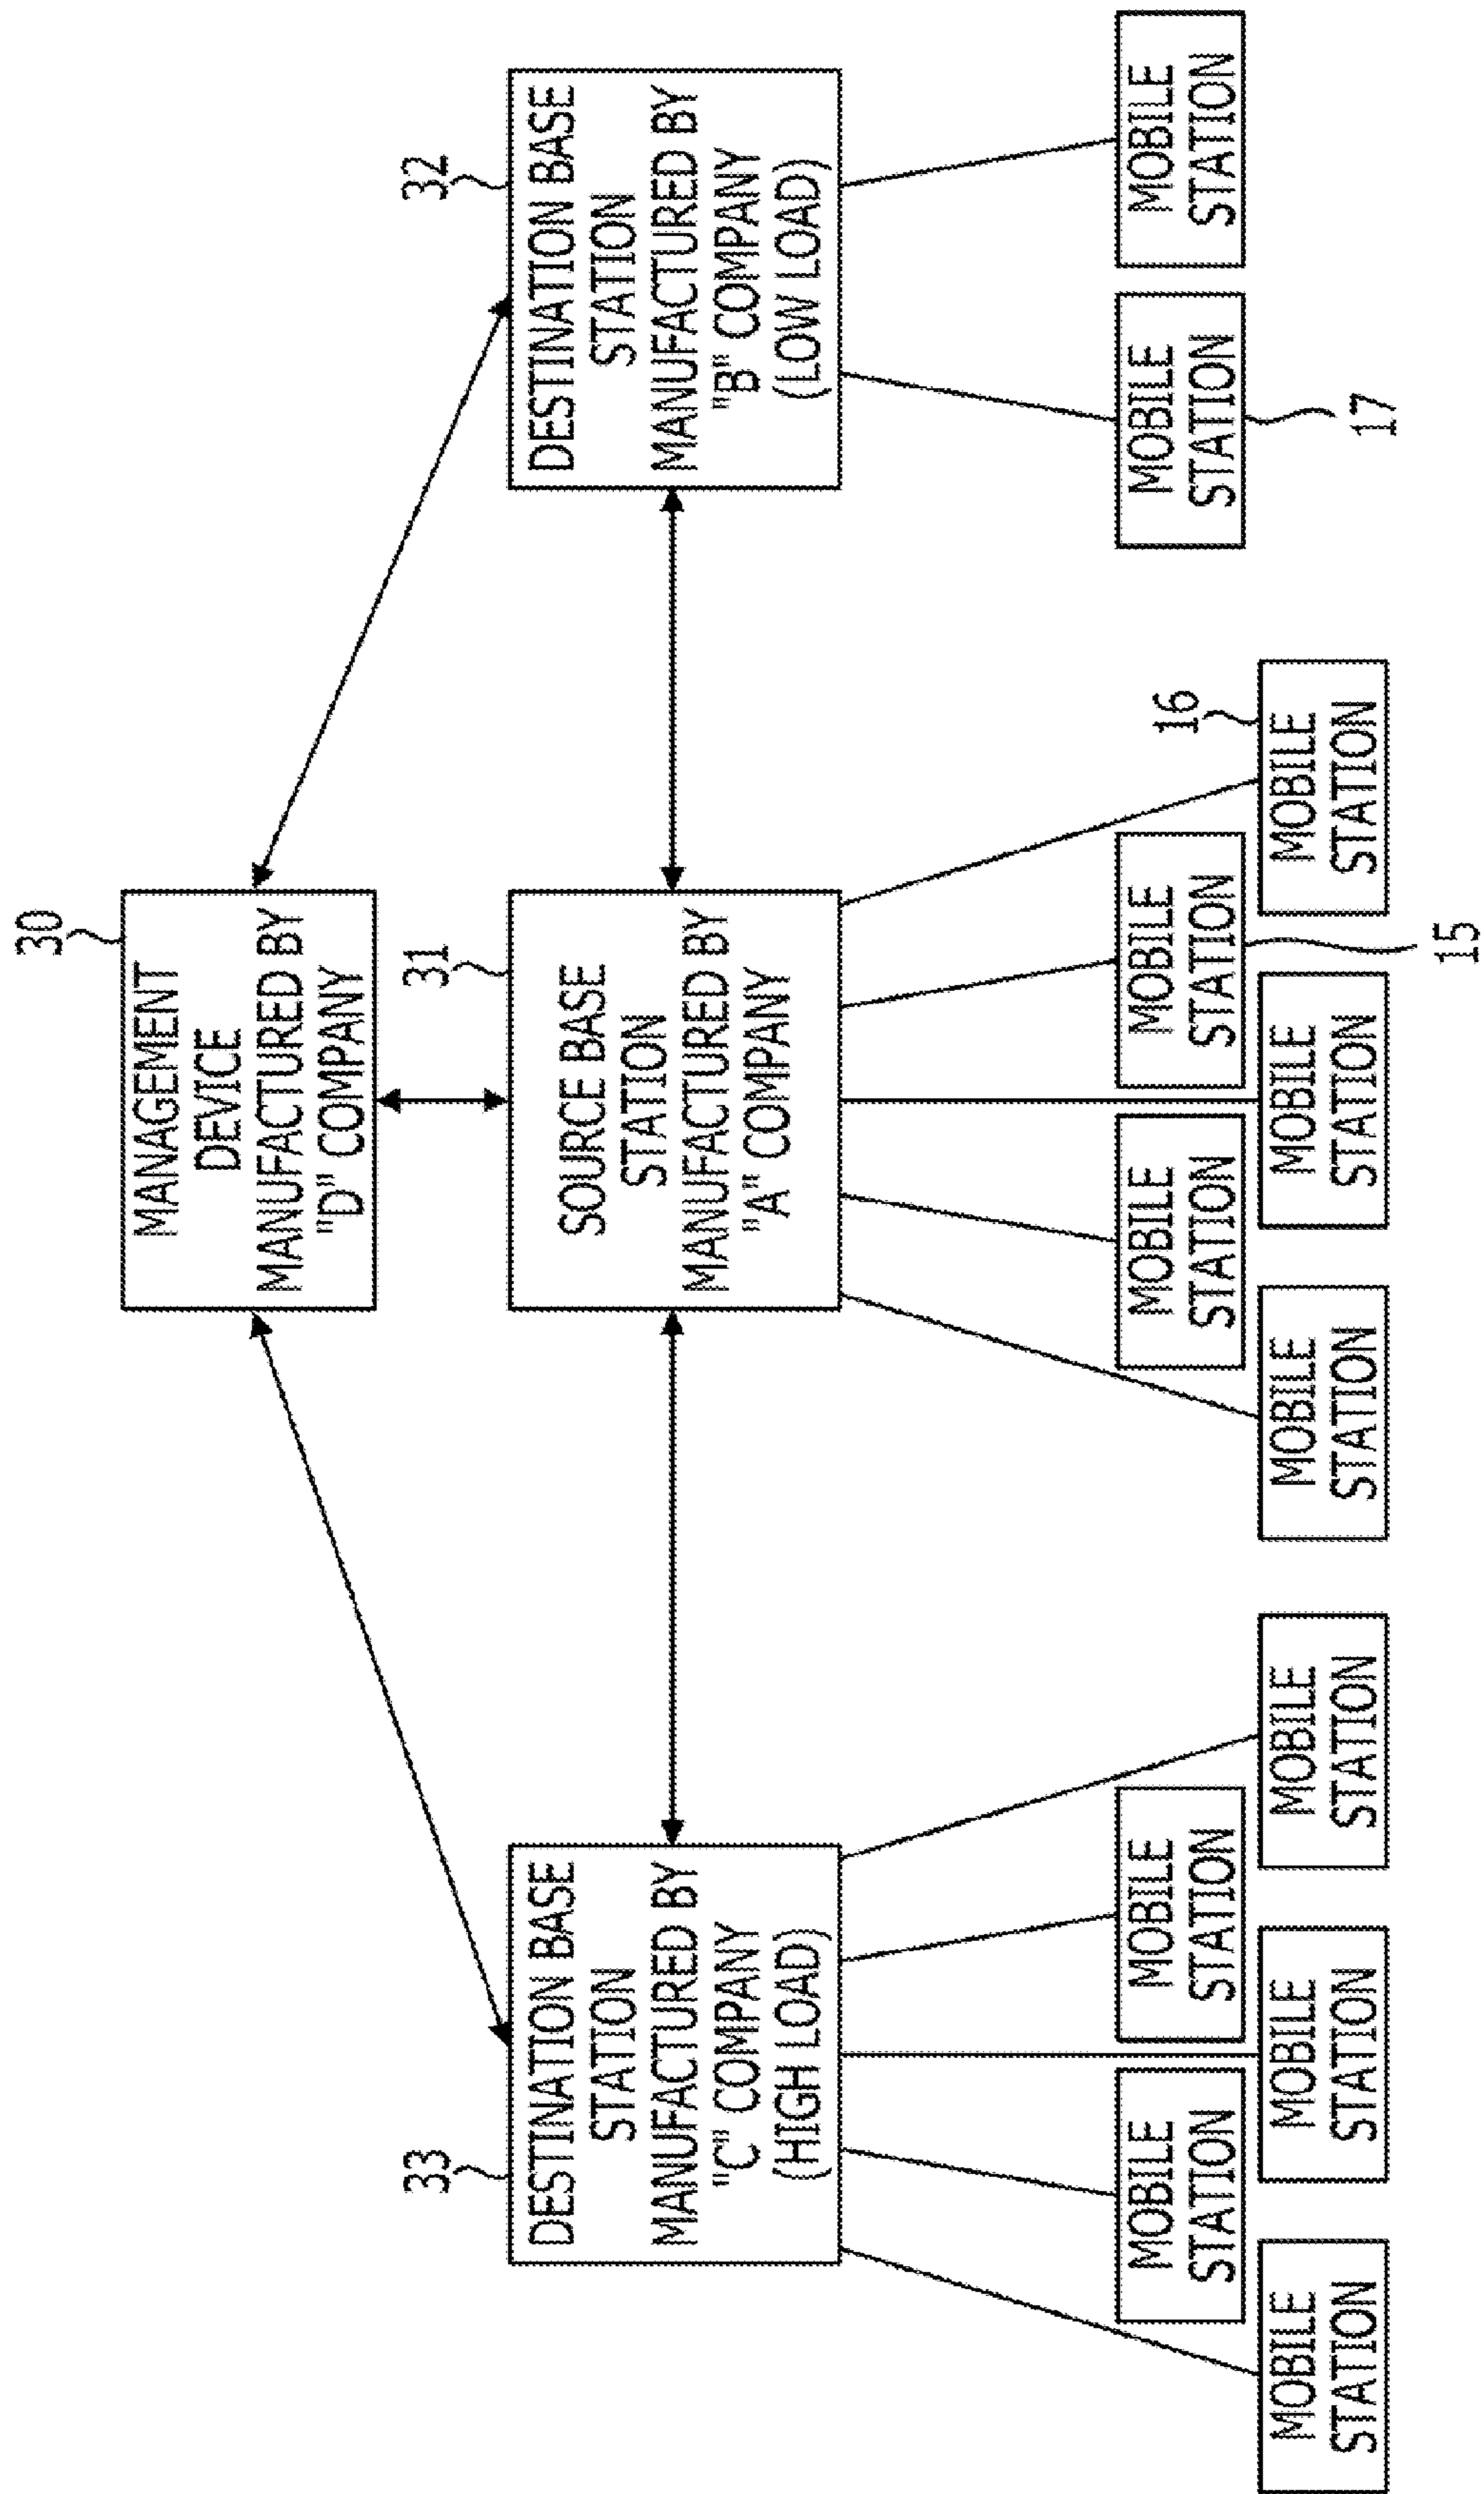 30
MANAGEMENT
DEVICE
MANUFACTURED BY
"D" COMPANY
33
DESTINATION BASE
STATION
MANUFACTURED BY
"C" COMPANY
(HIGH LOAD)
31
SOURCE BASE
STATION
MANUFACTURED BY
"A" COMPANY
32
DESTINATION BASE
STATION
MANUFACTURED BY
"B" COMPANY
(LOW LOAD)
MOBILE
STATION
MOBILE
STATION
MOBILE
STATION
MOBILE
STATION
MOBILE
STATION
MOBILE
STATION
MOBILE
STATION
MOBILE
STATION
MOBILE
STATION
15
16
MOBILE
STATION
MOBILE
STATION
17
MOBILE
STATION